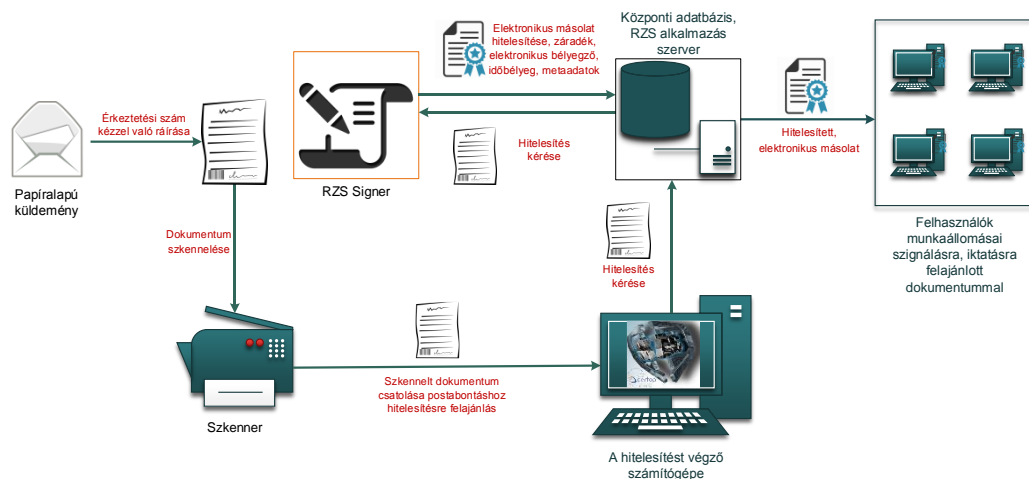 Elektronikus másolat
hitelesítése, záradék,
elektronikus bélyegző,
időbélyeg, metaadatok
Központi adatbázis,
RZS alkalmazás
szerver
Érkeztetési szám
kézzel való ráírása
Papíralapú
küldemény
RZS Signer
Hitelesítés
kérése
Hitelesített,
elektronikus másolat
Felhasználók
munkaállomásai
szignálásra, iktatásra
felajánlott
dokumentummal
Dokumentum
szkennelése
Hitelesítés
kérése
Szkennelt dokumentum
csatolása postabontáshoz
hitelesítésre felajánlás
Szkenner
A hitelesítést végző
számítógépe